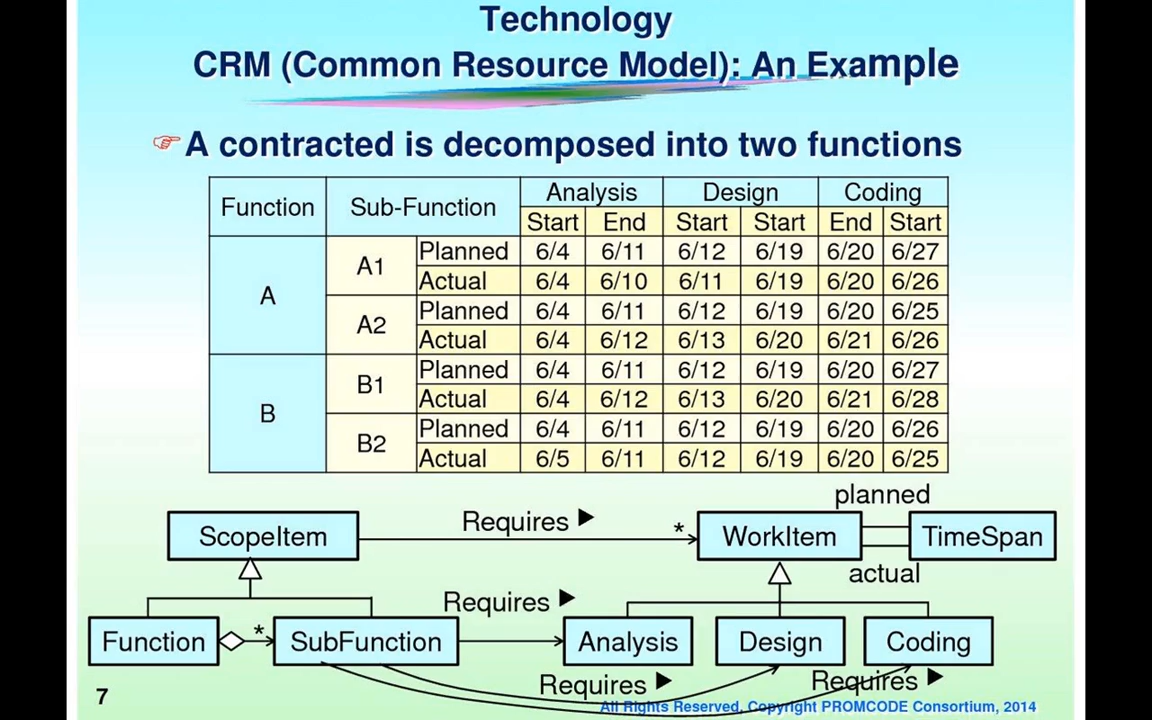 Technology
CRM (Common Resource Model): An Example
A contracted is decomposed into two functions
Function Sub-Function Analysis Design Coding
Start End Start Start End Start
A A1 Planned 6/4 6/11 6/12 6/19 6/20 6/27
Actual 6/4 6/10 6/11 6/19 6/20 6/26
A2 Planned 6/4 6/11 6/12 6/19 6/20 6/25
Actual 6/4 6/12 6/13 6/20 6/21 6/26
B B1 Planned 6/4 6/11 6/12 6/19 6/20 6/27
Actual 6/4 6/12 6/13 6/20 6/21 6/28
B2 Planned 6/4 6/11 6/12 6/19 6/20 6/26
Actual 6/5 6/11 6/12 6/19 6/20 6/25
planned
ScopeItem Requires ▶ * WorkItem TimeSpan
actual
Requires ▶
Function * SubFunction Analysis Design Coding
Requires ▶ Requires ▶
7 All Rights Reserved, Copyright PROMCODE Consortium, 2014